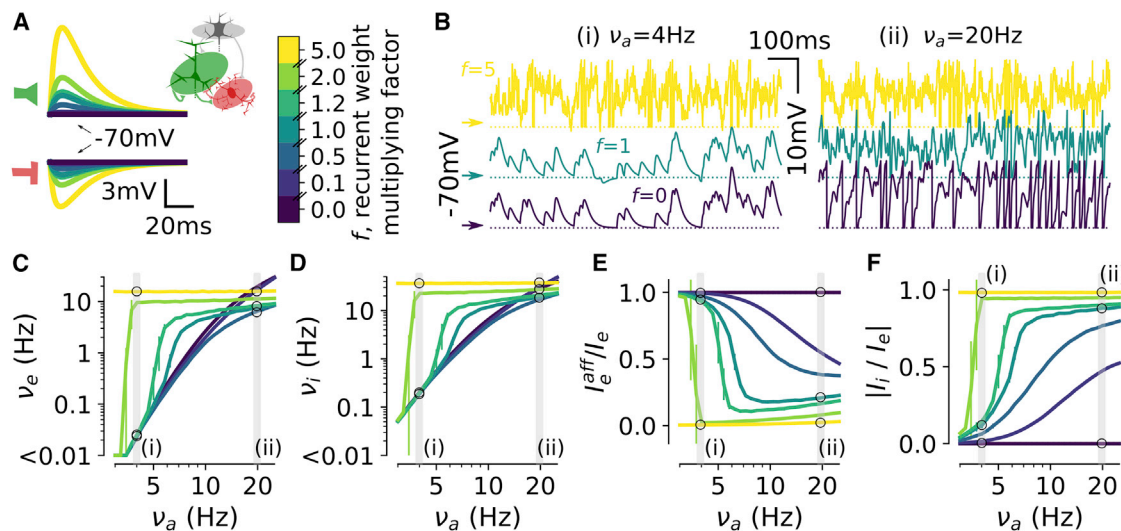 A
-70mV
3mV
20ms
5.0
2.0
1.2
1.0
0.5
0.1
0.0
f, recurrent weight
multiplying factor
B
(i) νa=4Hz
100ms
(ii) νa=20Hz
f=5
f=1
f=0
-70mV
10mV
C
10
1
0.1
<0.01
νe (Hz)
(i)
(ii)
5
10
20
νa (Hz)
D
10
1
0.1
<0.01
νi (Hz)
(i)
(ii)
5
10
20
νa (Hz)
E
1.0
0.5
0.0
Ieaff/Ie
(i)
(ii)
5
10
20
νa (Hz)
F
1.0
0.5
0.0
|Ii / Ie|
(i)
(ii
5
10
20
νa (Hz)